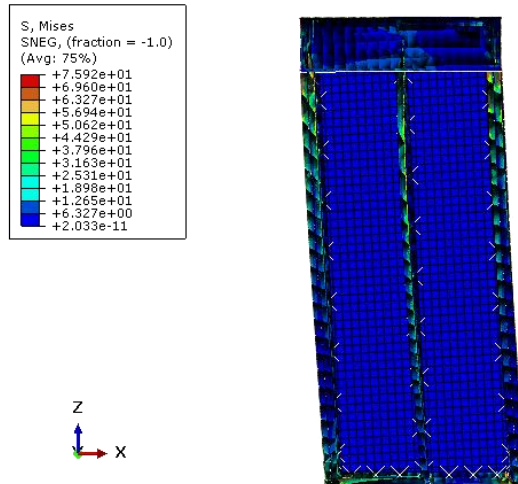 S, Mises
SNEG, (fraction = -1.0)
(Avg: 75%)
+7.592e+01
+6.960e+01
+6.327e+01
+5.694e+01
+5.062e+01
+4.429e+01
+3.796e+01
+3.163e+01
+2.531e+01
+1.898e+01
+1.265e+01
+6.327e+00
+2.033e-11
Z
Y
X